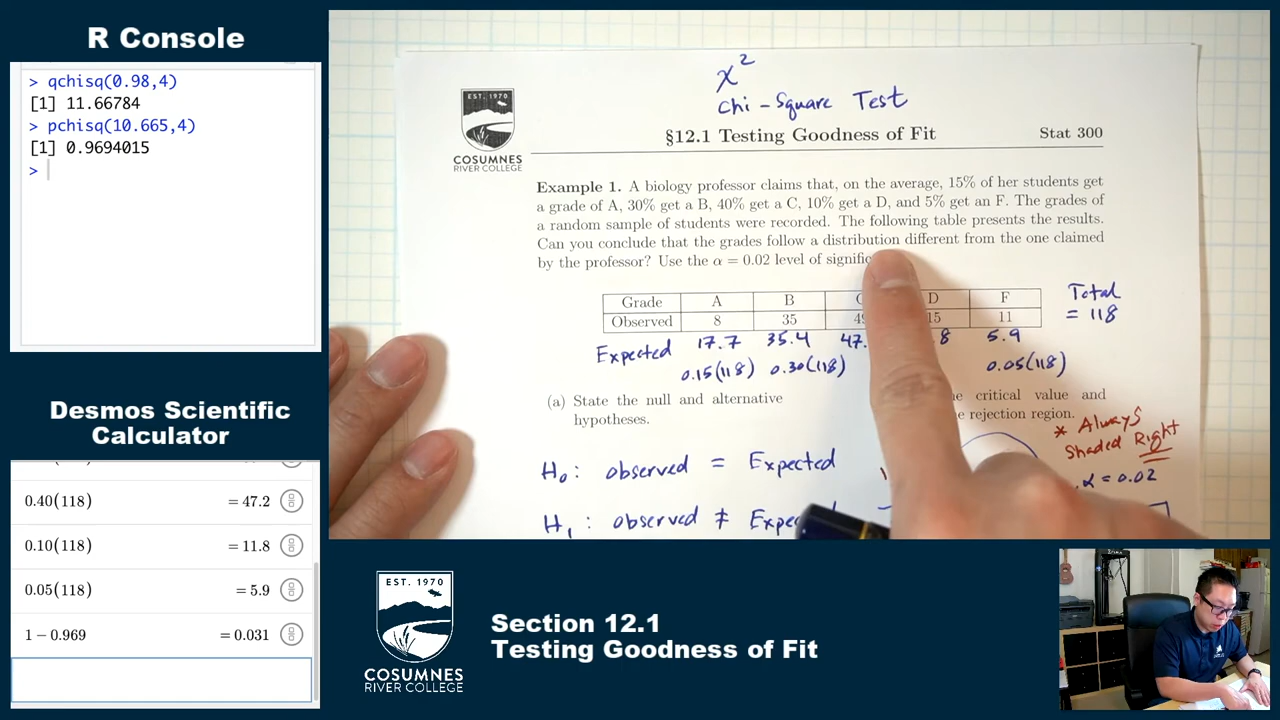 R Console
> qchisq(0.98,4)
[1] 11.66784
> pchisq(10.665,4)
[1] 0.9694015
>
Desmos Scientific
Calculator
0.40(118) = 47.2
0.10(118) = 11.8
0.05(118) = 5.9
1 − 0.969 = 0.031
χ²
Chi - Square Test
EST. 1970
COSUMNES
RIVER COLLEGE
§12.1 Testing Goodness of Fit Stat 300
Example 1. A biology professor claims that, on the average, 15% of her students get
a grade of A, 30% get a B, 40% get a C, 10% get a D, and 5% get an F. The grades of
a random sample of students were recorded. The following table presents the results.
Can you conclude that the grades follow a distribution different from the one claimed
by the professor? Use the α = 0.02 level of
Grade A B D F
Observed 8 35 15 11
Total
= 118
Expected 17.7 35.4 47. 8 5.9
0.15(118) 0.30(118) 0.05(118)
(a) State the null and alternative
hypotheses.
critical value and
rejection region.
* Always
Shaded Right
α = 0.02
H₀: observed = Expected
H₁: observed ≠
EST. 1970
COSUMNES
RIVER COLLEGE
Section 12.1
Testing Goodness of Fit